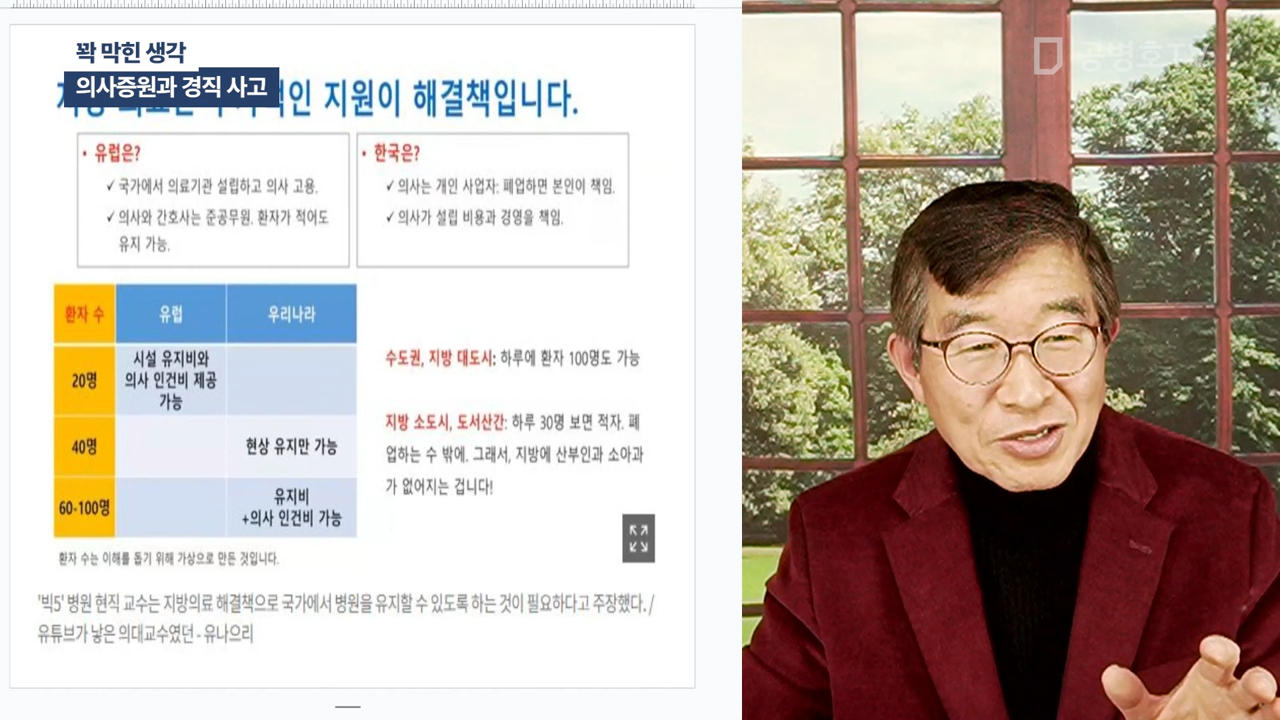 꽉 막힌 생각
의사증원과 경직 사고
인 지원이 해결책입니다.
• 유럽은?
✓ 국가에서 의료기관 설립하고 의사 고용.
✓ 의사와 간호사는 준공무원. 환자가 적어도
유지 가능.
• 한국은?
✓ 의사는 개인 사업자: 폐업하면 본인이 책임.
✓ 의사가 설립 비용과 경영을 책임.
환자 수 유럽 우리나라
20명 시설 유지비와
의사 인건비 제공
가능
40명 현상 유지만 가능
60-100명 유지비
+의사 인건비 가능
수도권, 지방 대도시: 하루에 환자 100명도 가능
지방 소도시, 도서산간: 하루 30명 보면 적자. 폐
업하는 수 밖에. 그래서, 지방에 산부인과 소아과
가 없어지는 겁니다!
환자 수는 이해를 돕기 위해 가상으로 만든 것입니다.
'빅5' 병원 현직 교수는 지방의료 해결책으로 국가에서 병원을 유지할 수 있도록 하는 것이 필요하다고 주장했다. /
유튜브가 낳은 의대교수였던 - 유나으리
공병호TV